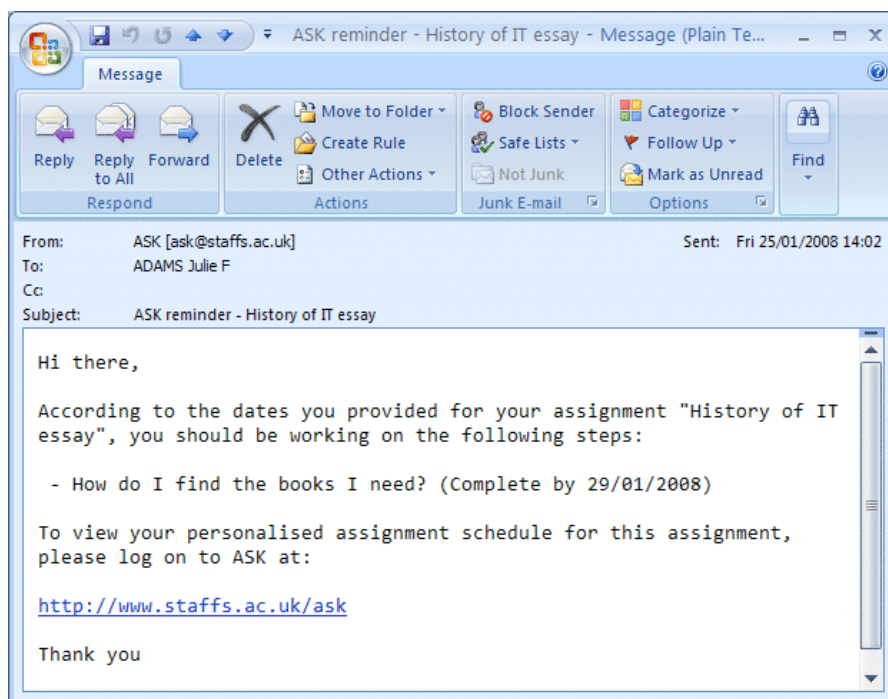 ASK reminder - History of IT essay - Message (Plain Te...
Message
Reply
Reply to All
Forward
Respond
Delete
Move to Folder
Create Rule
Other Actions
Actions
Block Sender
Safe Lists
Not Junk
Junk E-mail
Categorize
Follow Up
Mark as Unread
Options
Find
From: ASK [ask@staffs.ac.uk] Sent: Fri 25/01/2008 14:02
To: ADAMS Julie F
Cc:
Subject: ASK reminder - History of IT essay
Hi there,
According to the dates you provided for your assignment "History of IT
essay", you should be working on the following steps:
- How do I find the books I need? (Complete by 29/01/2008)
To view your personalised assignment schedule for this assignment,
please log on to ASK at:
http://www.staffs.ac.uk/ask
Thank you